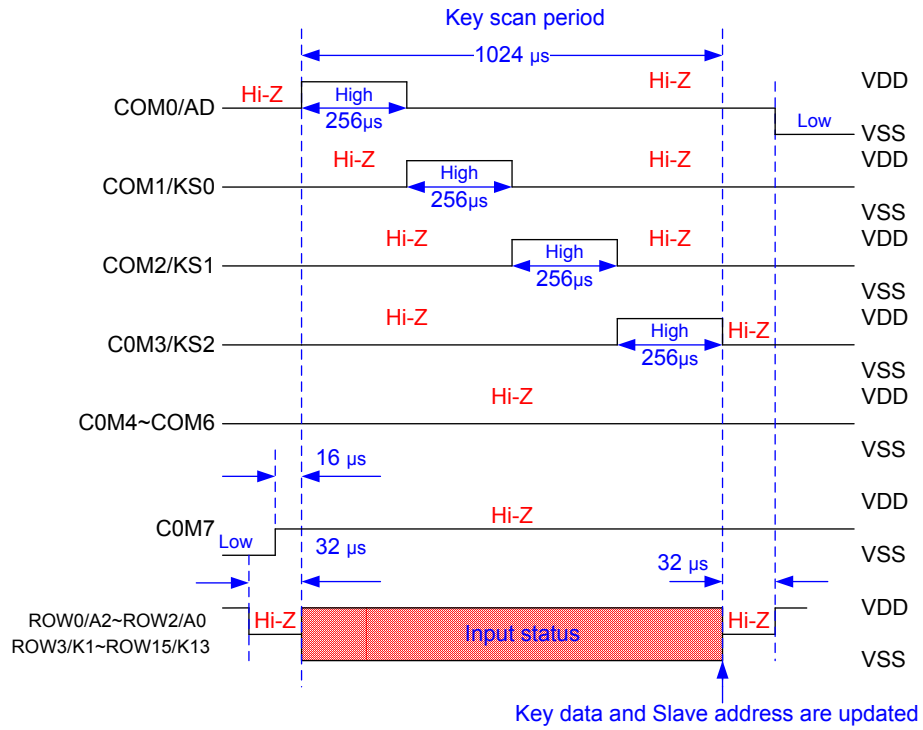 Key scan period
1024 µs
COM0/AD
Hi-Z
High
256µs
Hi-Z
Low
VDD
VSS
COM1/KS0
Hi-Z
High
256µs
Hi-Z
VDD
VSS
COM2/KS1
Hi-Z
High
256µs
Hi-Z
VDD
VSS
C0M3/KS2
Hi-Z
High
256µs
Hi-Z
VDD
VSS
C0M4~COM6
Hi-Z
VDD
VSS
16 µs
C0M7
Low
Hi-Z
VDD
VSS
32 µs
32 µs
ROW0/A2~ROW2/A0
ROW3/K1~ROW15/K13
Hi-Z
Input status
Hi-Z
VDD
VSS
Key data and Slave address are updated